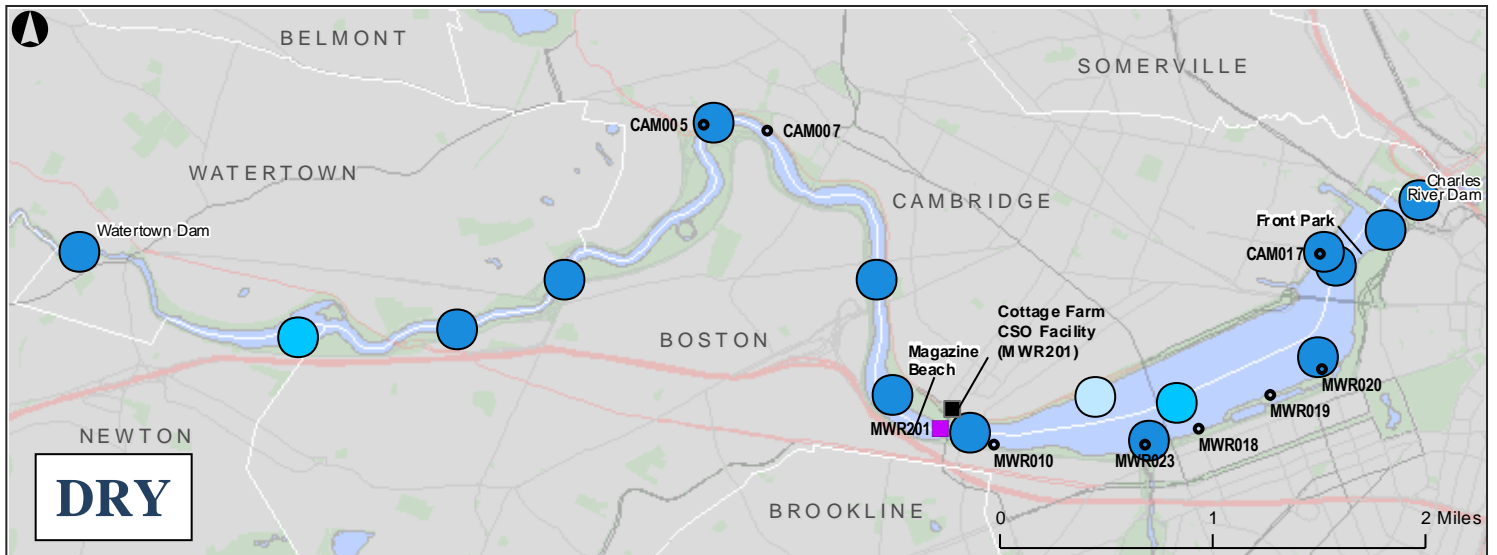 BELMONT
SOMERVILLE
CAM005
CAM007
WATERTOWN
CAMBRIDGE
Charles
River Dam
Front Park
Watertown Dam
CAM017
Cottage Farm
CSO Facility
(MWR201)
BOSTON
Magazine
Beach
MWR020
MWR019
MWR201
MWR018
NEWTON
MWR010
MWR023
DRY
BROOKLINE
0 1 2 Miles